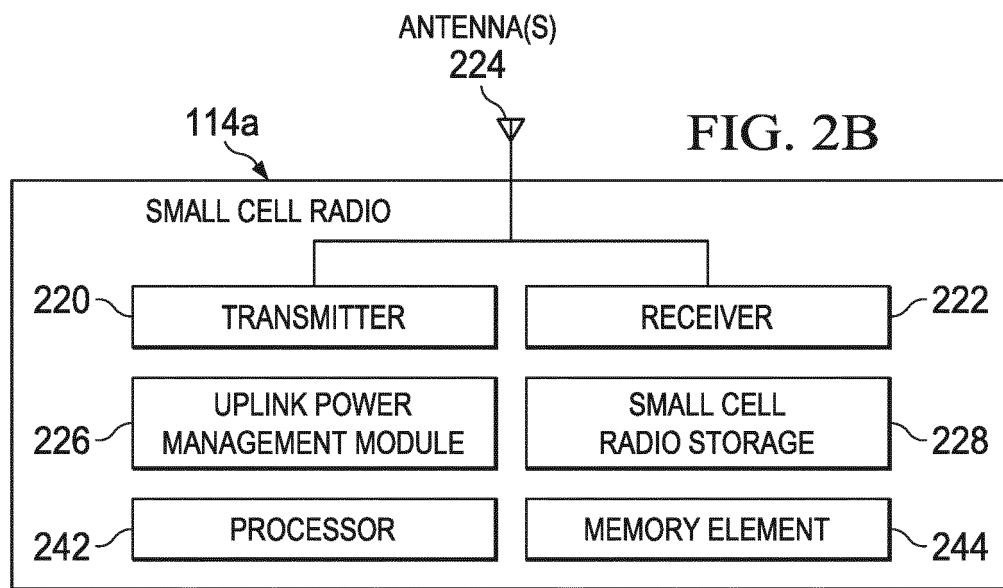 ANTENNA(S)
224
114a
FIG. 2B
SMALL CELL RADIO
220
TRANSMITTER
RECEIVER
222
226
UPLINK POWER
MANAGEMENT MODULE
SMALL CELL
RADIO STORAGE
228
242
PROCESSOR
MEMORY ELEMENT
244